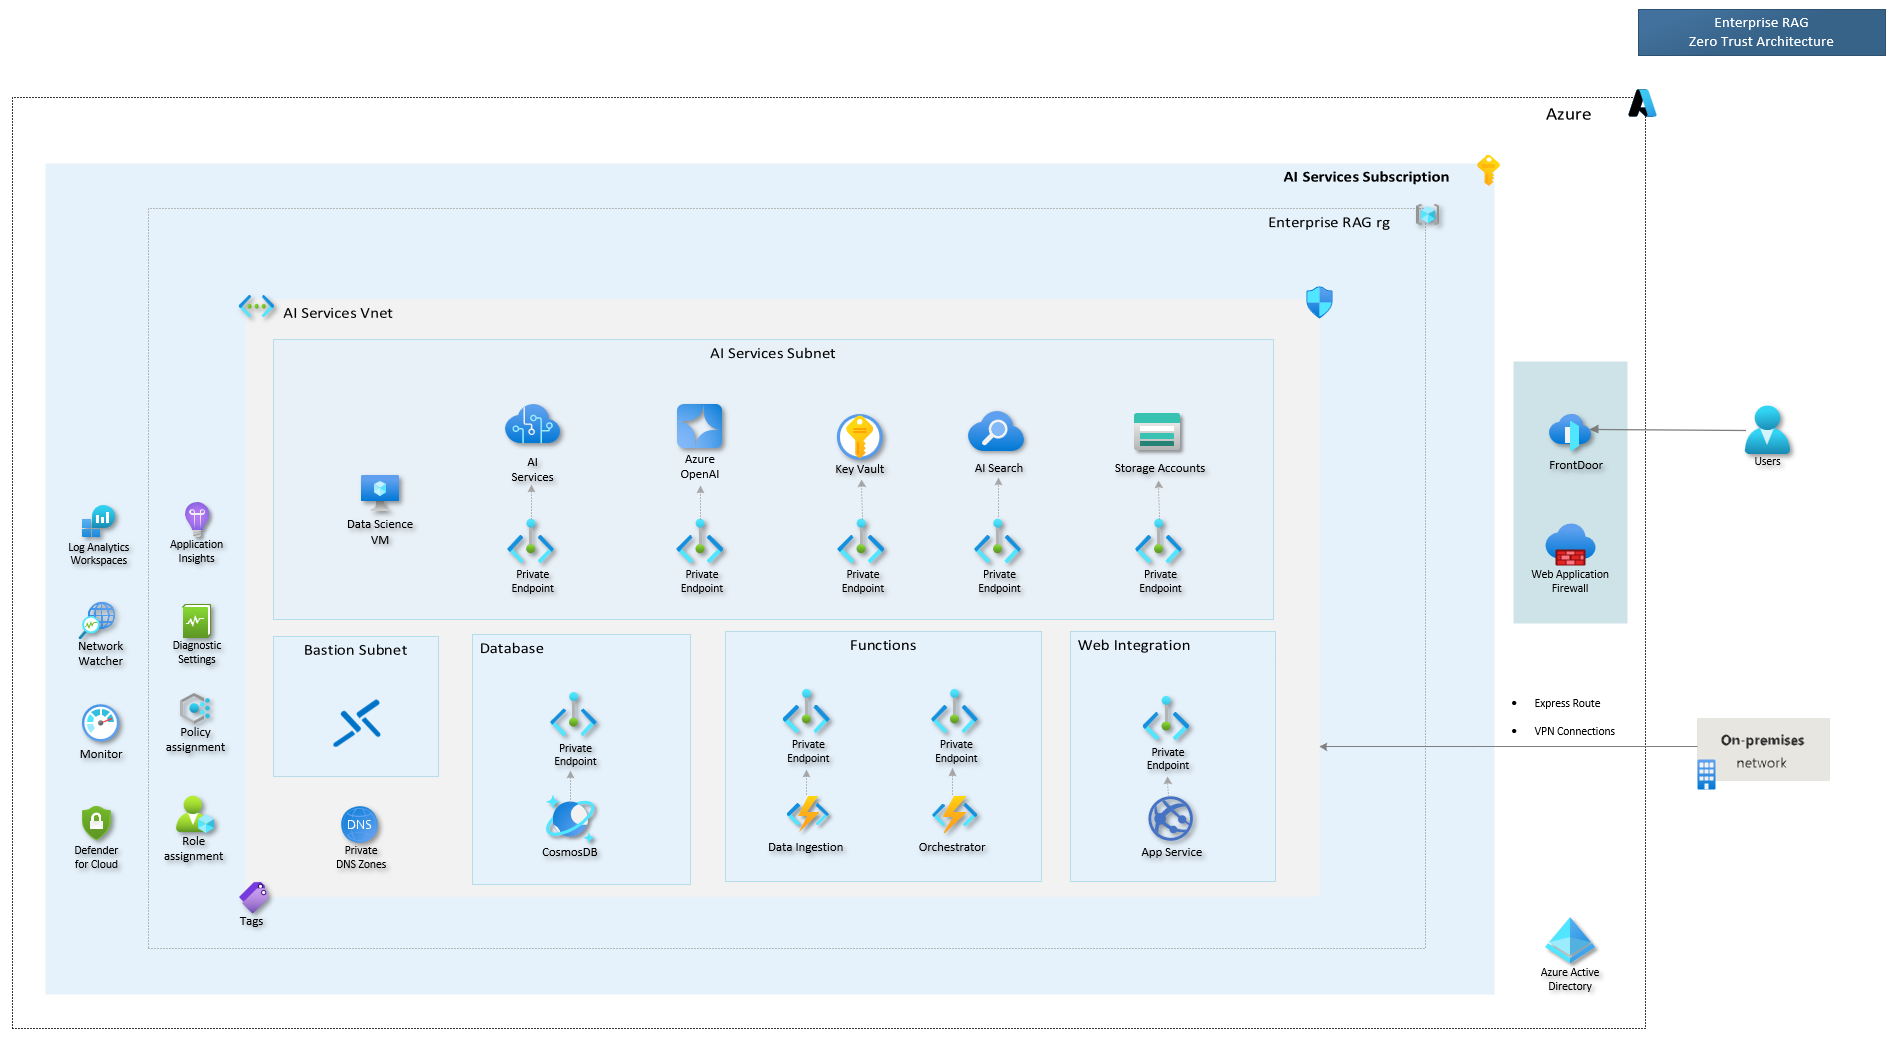 Enterprise RAG
Zero Trust Architecture
Azure
AI Services Subscription
Enterprise RAG rg
AI Services Vnet
AI Services Subnet
AI
Services
Azure
OpenAI
Key Vault
AI Search
Storage Accounts
Data Science
VM
Private
Endpoint
Private
Endpoint
Private
Endpoint
Private
Endpoint
Private
Endpoint
FrontDoor
Users
Web Application
Firewall
Log Analytics
Workspaces
Application
Insights
Network
Watcher
Diagnostic
Settings
Monitor
Policy
assignment
Defender
for Cloud
Role
assignment
Tags
Bastion Subnet
DNS
Private
DNS Zones
Database
Private
Endpoint
CosmosDB
Functions
Private
Endpoint
Private
Endpoint
Data Ingestion
Orchestrator
Web Integration
Private
Endpoint
App Service
• Express Route
• VPN Connections
On-premises
network
Azure Active
Directory